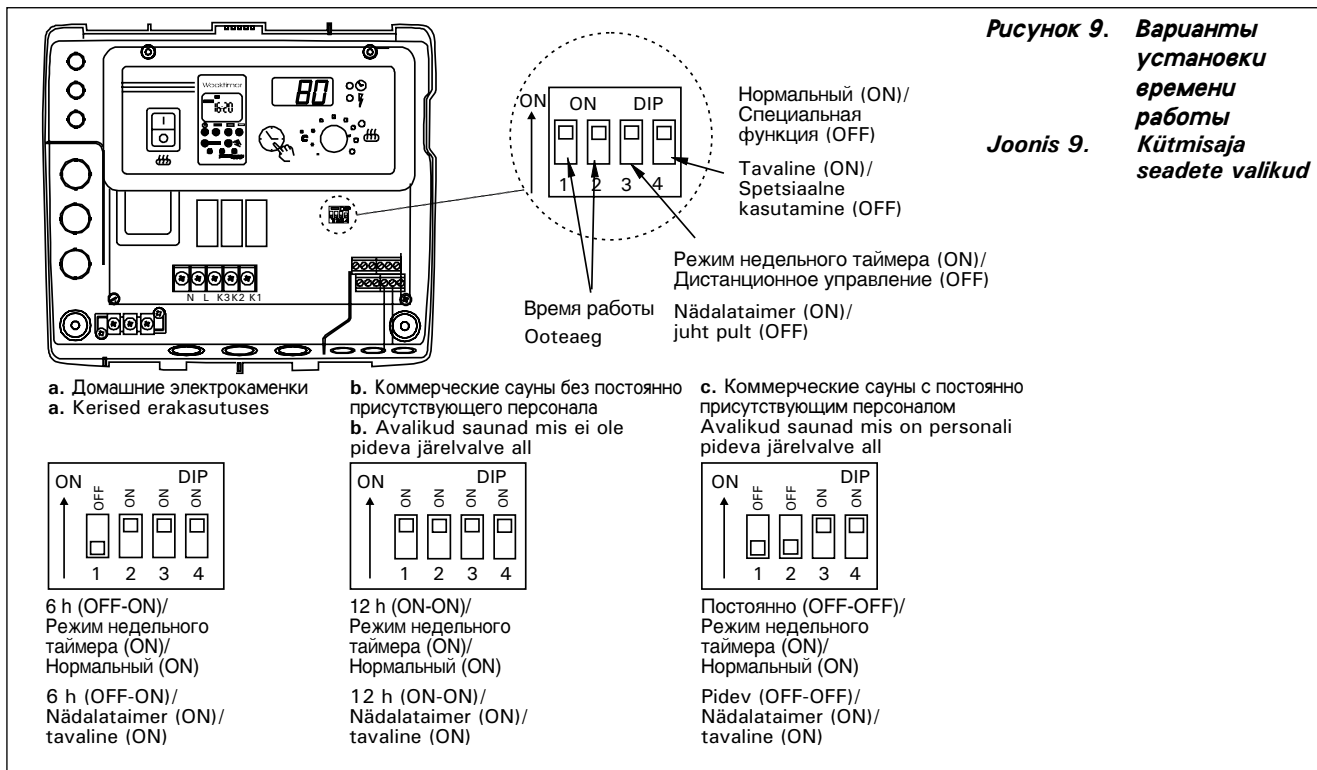 Рисунок 9. Варианты
установки
времени
работы
Joonis 9. Kütmisaja
seadete valikud
Weektimer
16:20
80
N L K3 K2 K1
ON
ON DIP
1 2 3 4
Нормальный (ON)/
Специальная
функция (OFF)
Tavaline (ON)/
Spetsiaalne
kasutamine (OFF)
Режим недельного таймера (ON)/
Дистанционное управление (OFF)
Nädalataimer (ON)/
juht pult (OFF)
Время работы
Ooteaeg
a. Домашние электрокаменки
a. Kerised erakasutuses
ON DIP
OFF ON ON ON
1 2 3 4
6 h (OFF-ON)/
Режим недельного
таймера (ON)/
Нормальный (ON)
6 h (OFF-ON)/
Nädalataimer (ON)/
tavaline (ON)
b. Коммерческие сауны без постоянно
присутствующего персонала
b. Avalikud saunad mis ei ole
pideva järelvalve all
ON DIP
ON ON ON ON
1 2 3 4
12 h (ON-ON)/
Режим недельного
таймера (ON)/
Нормальный (ON)
12 h (ON-ON)/
Nädalataimer (ON)/
tavaline (ON)
c. Коммерческие сауны с постоянно
присутствующим персоналом
Avalikud saunad mis on personali
pideva järelvalve all
ON DIP
OFF OFF ON ON
1 2 3 4
Постоянно (OFF-OFF)/
Режим недельного
таймера (ON)/
Нормальный (ON)
Pidev (OFF-OFF)/
Nädalataimer (ON)/
tavaline (ON)